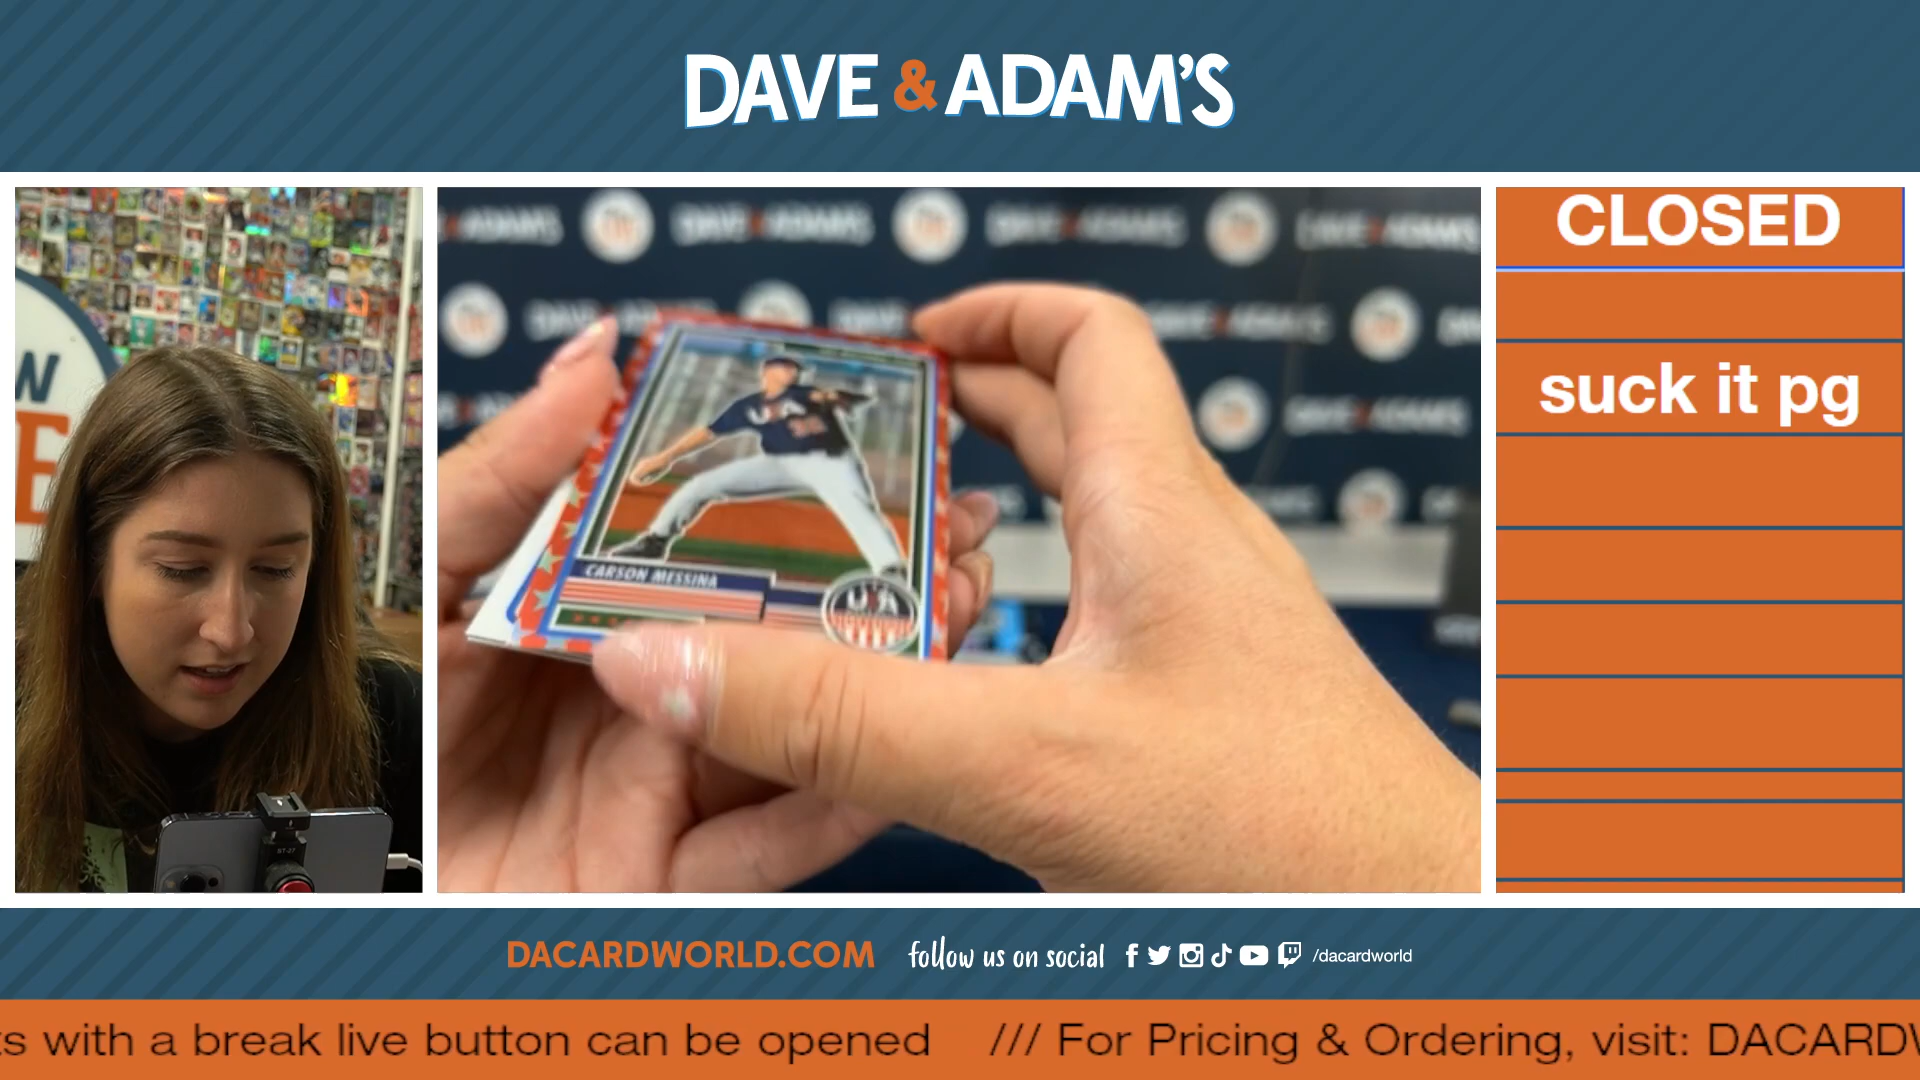 DAVE & ADAM'S
CLOSED
suck it pg
USA
CARSON MESSINA
USA
DACARDWORLD.COM
follow us on social
/dacardworld
with a break live button can be opened /// For Pricing & Ordering, visit: